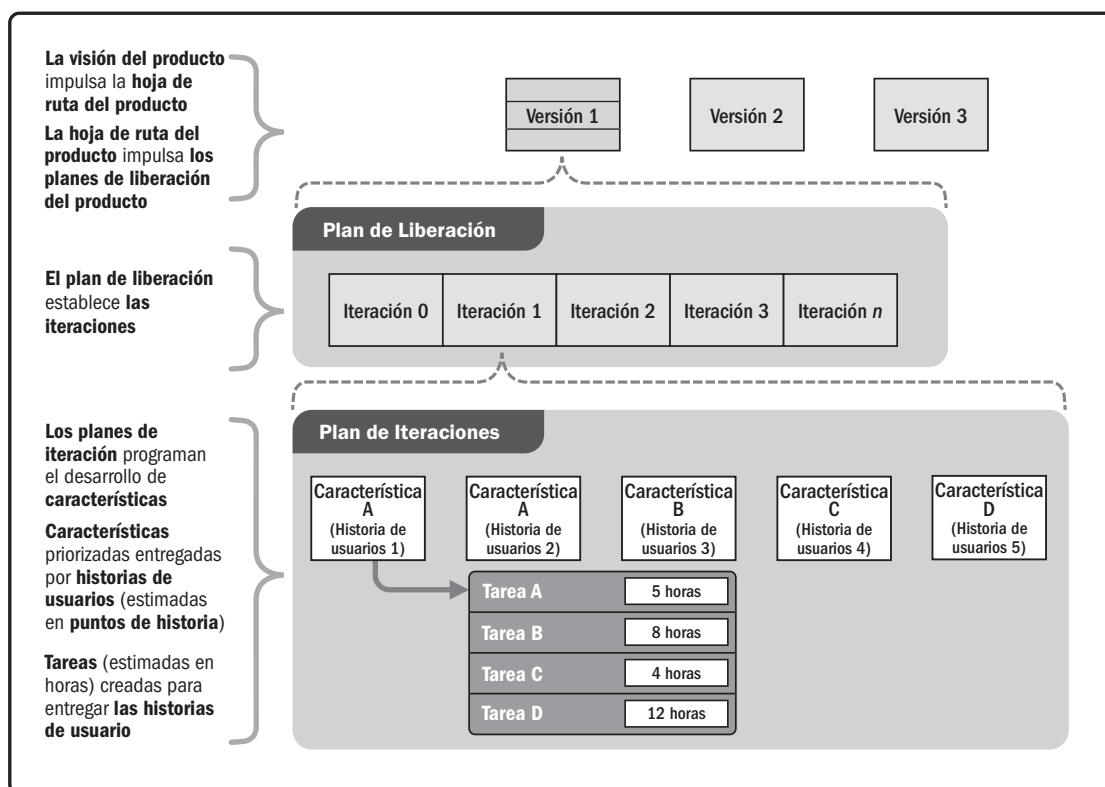 La visión del producto
impulsa la hoja de
ruta del producto
La hoja de ruta del
producto impulsa los
planes de liberación
del producto
Versión 1
Versión 2
Versión 3
Plan de Liberación
El plan de liberación
establece las
iteraciones
Iteración 0
Iteración 1
Iteración 2
Iteración 3
Iteración n
Los planes de
iteración programan
el desarrollo de
características
Características
priorizadas entregadas
por historias de
usuarios (estimadas
en puntos de historia)
Tareas (estimadas en
horas) creadas para
entregar las historias
de usuario
Plan de Iteraciones
Característica
A
(Historia de
usuarios 1)
Característica
A
(Historia de
usuarios 2)
Característica
B
(Historia de
usuarios 3)
Característica
C
(Historia de
usuarios 4)
Característica
D
(Historia de
usuarios 5)
Tarea A 5 horas
Tarea B 8 horas
Tarea C 4 horas
Tarea D 12 horas